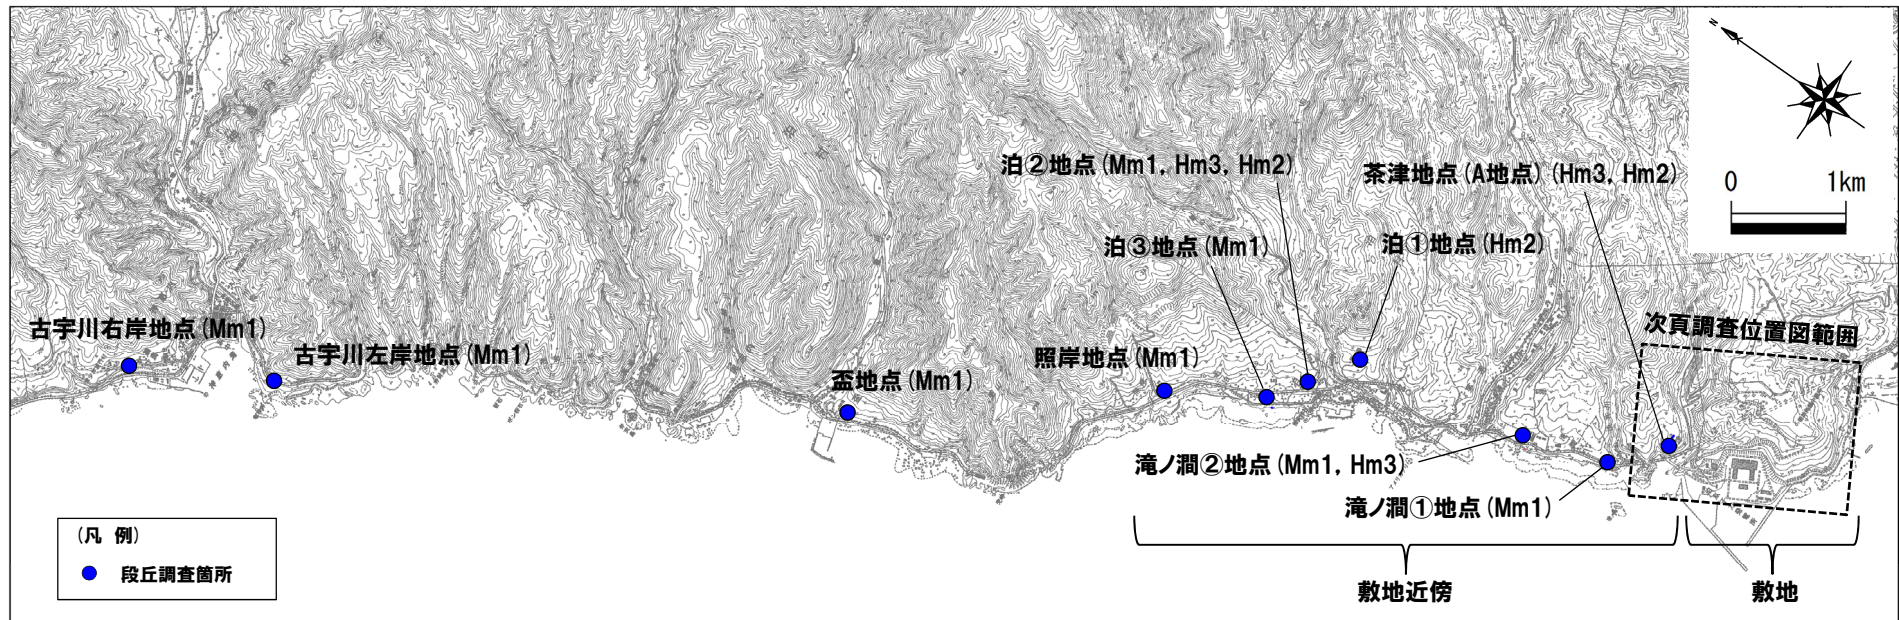 N
0 1km
泊②地点(Mm1, Hm3, Hm2)
茶津地点(A地点)(Hm3, Hm2)
泊③地点(Mm1)
泊①地点(Hm2)
古宇川右岸地点(Mm1)
古宇川左岸地点(Mm1)
盃地点(Mm1)
照岸地点(Mm1)
次頁調査位置図範囲
滝ノ澗②地点(Mm1, Hm3)
滝ノ澗①地点(Mm1)
(凡 例)
段丘調査箇所
敷地近傍
敷地